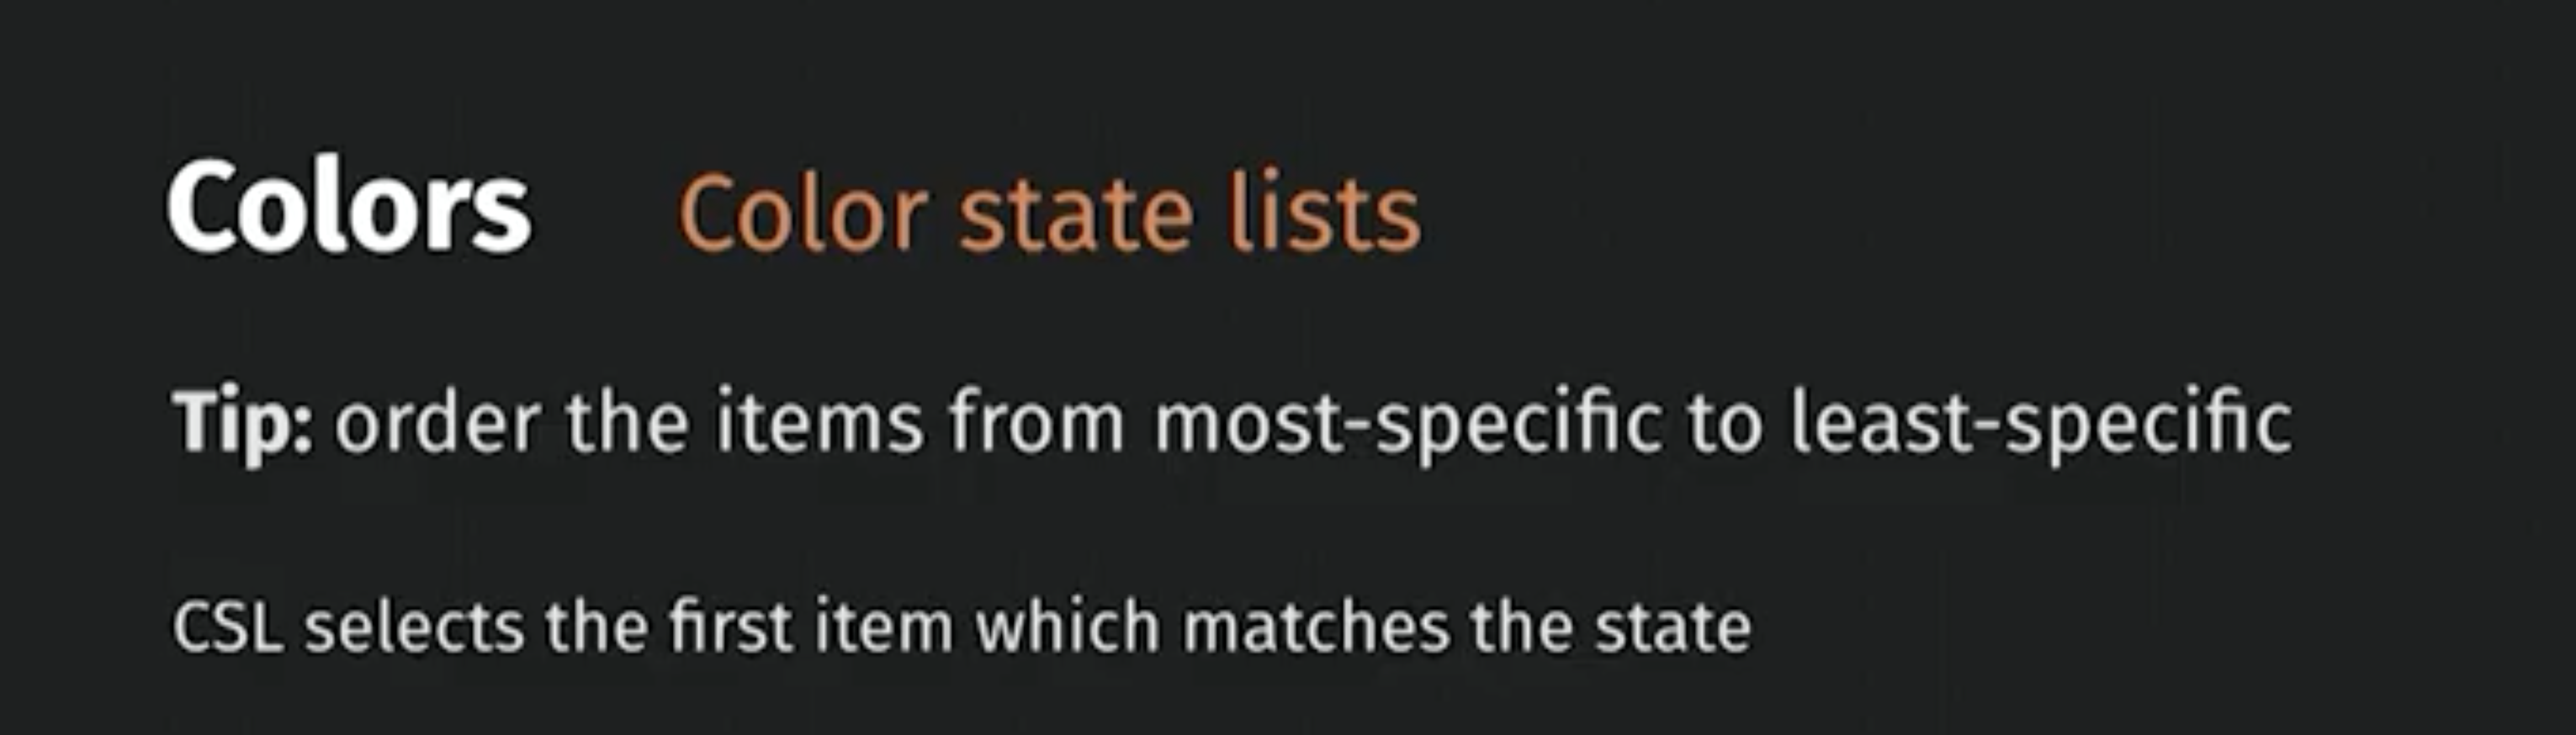 Colors Color state lists
Tip: order the items from most-specific to least-specific
CSL selects the first item which matches the state